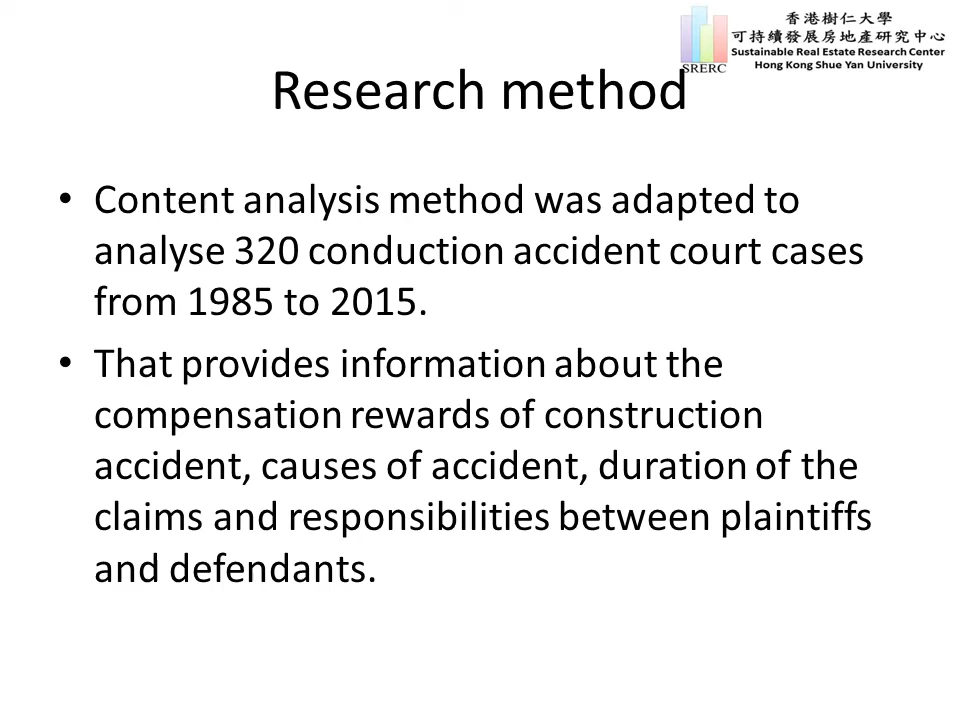 香港樹仁大學
可持續發展房地產研究中心
Sustainable Real Estate Research Center
Hong Kong Shue Yan University
SRERC
Research method
• Content analysis method was adapted to
analyse 320 conduction accident court cases
from 1985 to 2015.
• That provides information about the
compensation rewards of construction
accident, causes of accident, duration of the
claims and responsibilities between plaintiffs
and defendants.